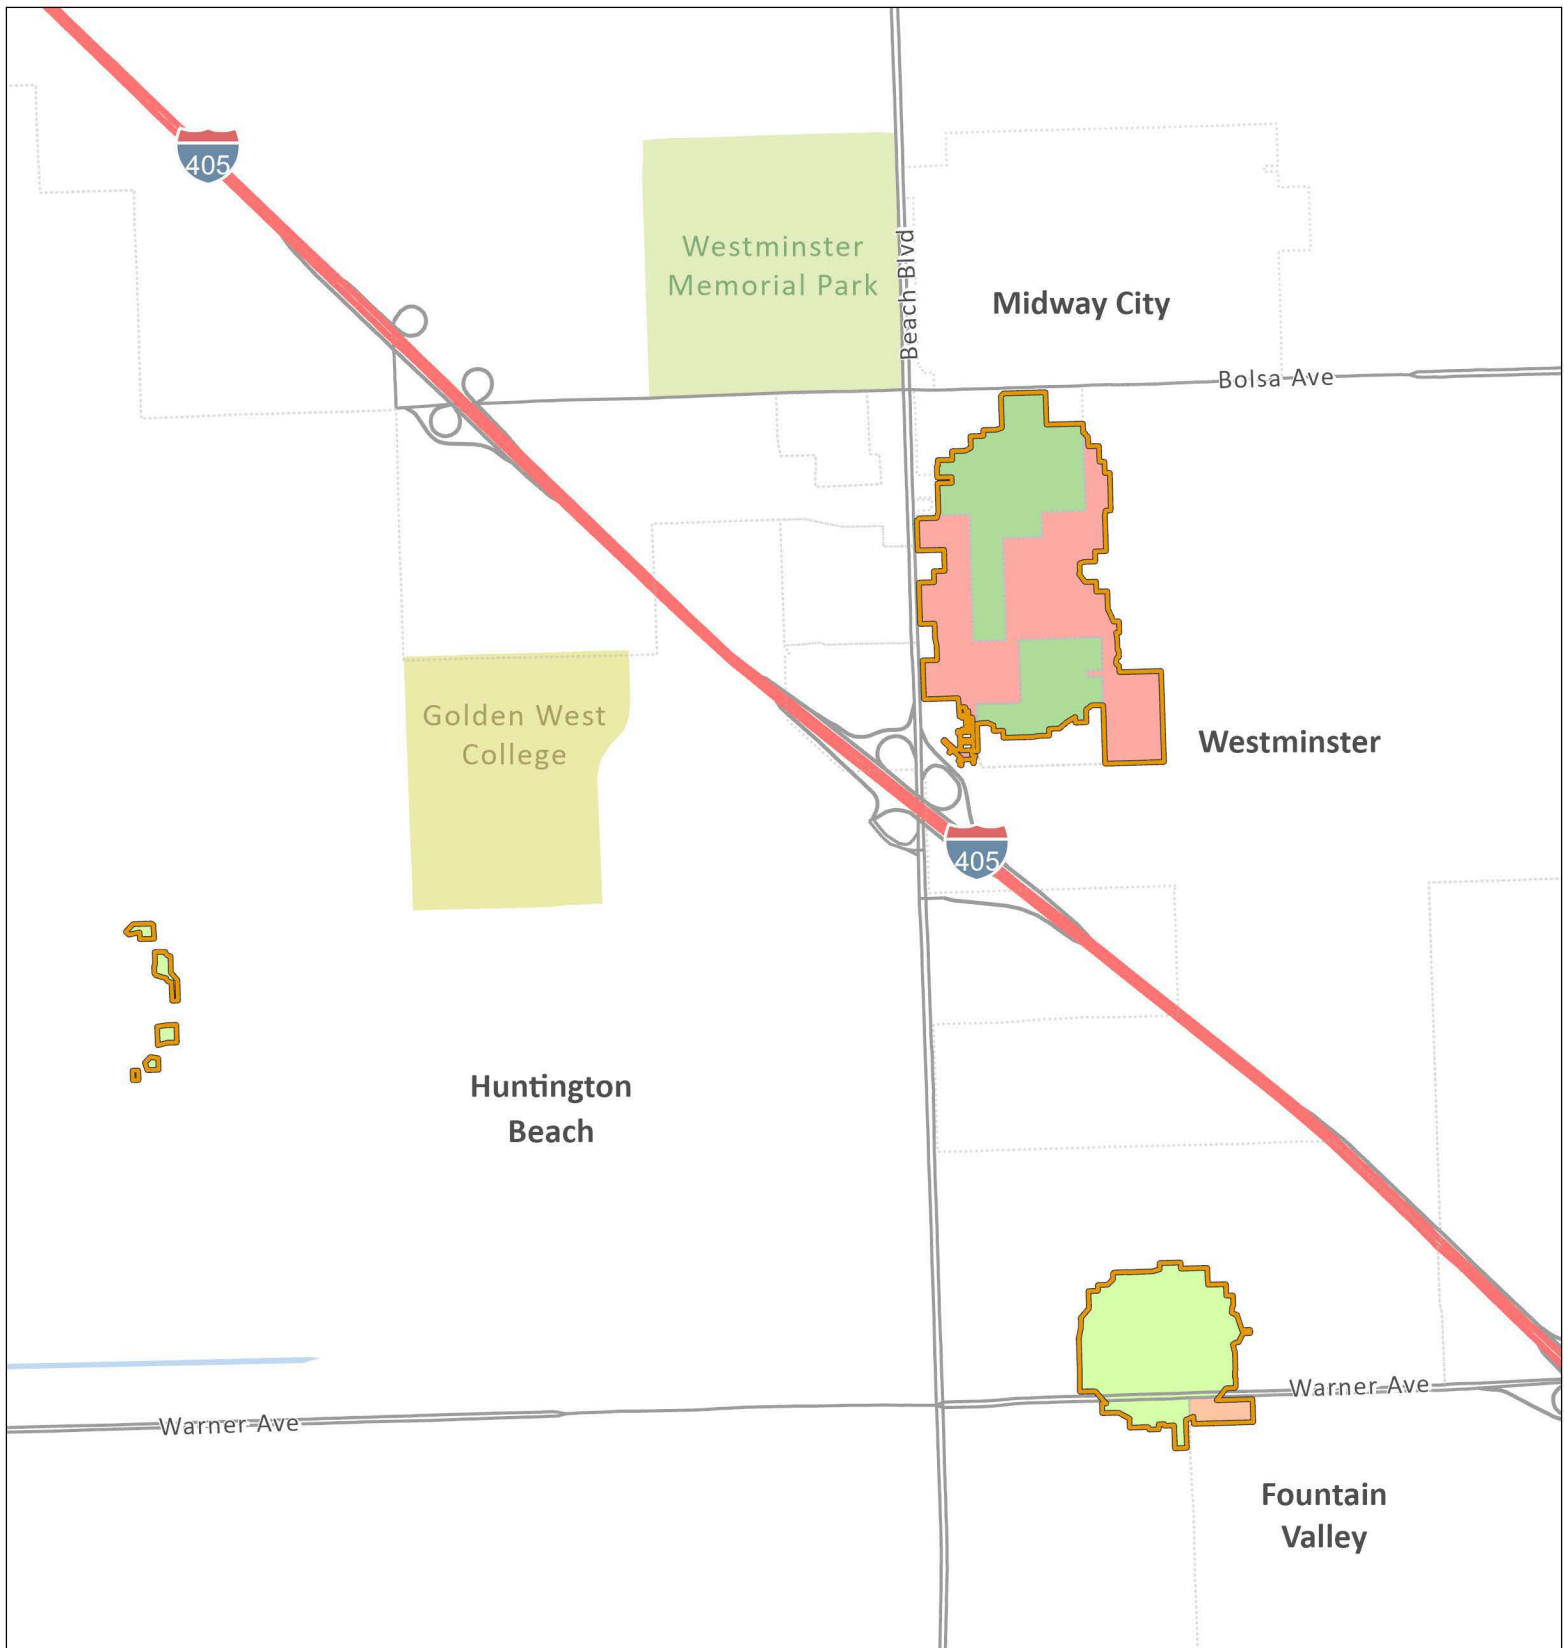 405
Westminster
Memorial Park
Beach Blvd
Midway City
Bolsa Ave
Golden West
College
Westminster
405
Huntington
Beach
Warner Ave
Warner Ave
Fountain
Valley